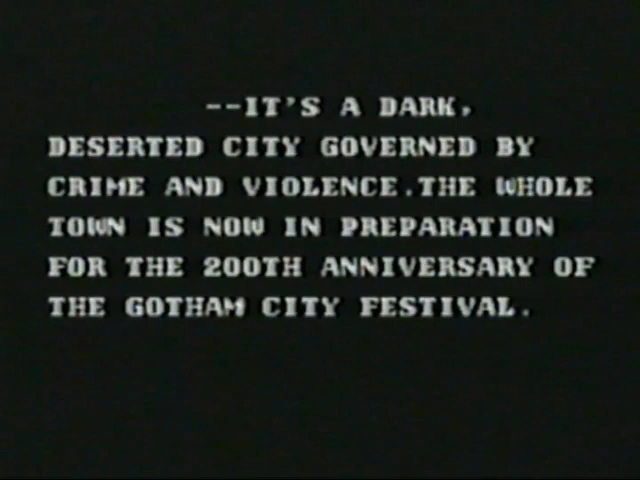 --IT'S A DARK,
DESERTED CITY GOVERNED BY
CRIME AND VIOLENCE.THE WHOLE
TOWN IS NOW IN PREPARATION
FOR THE 200TH ANNIVERSARY OF
THE GOTHAM CITY FESTIVAL.